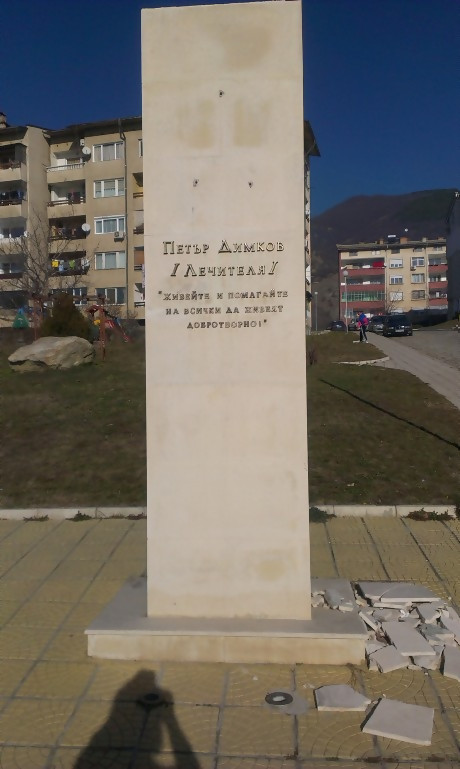 Петър Димков
/Лечителя/
"Живейте и помагайте
на всички да живеят
добротворно!"